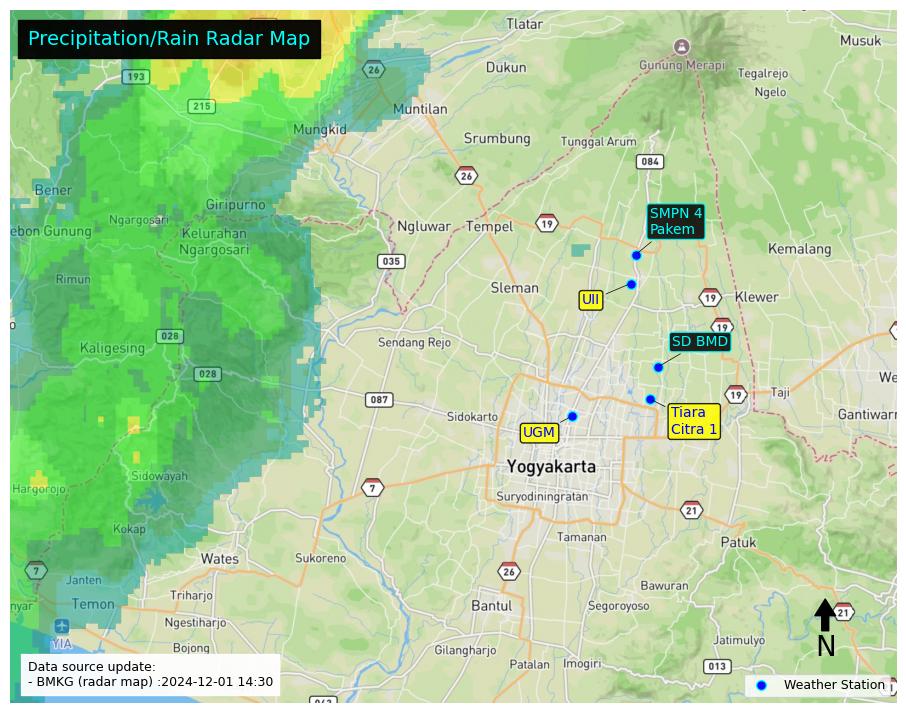 Precipitation/Rain Radar Map
Tlatar
Musuk
Dukun
Gunung Merapi
Tegalrejo
Ngelo
26
193
215
Muntilan
Mungkid
Srumbung
Tunggal Arum
084
26
Bener
Giripurno
Ngargosari
ebon Gunung
Kelurahan
Ngargosari
Ngluwar
Tempel
19
SMPN 4
Pakem
Kemalang
035
Rimun
Sleman
UII
19
Klewer
19
028
Sendang Rejo
SD BMD
Kaligesing
028
We
087
19
Taji
Sidokarto
Tiara
Citra 1
Gantiwarn
UGM
Yogyakarta
Sidowayah
Hargorojo
7
Suryodiningratan
Kokap
21
Tamanan
Patuk
Wates
Sukoreno
7
26
Janten
Bawuran
Temon
nyar
Triharjo
Bantul
Segoroyoso
21
Ngestiharjo
YIA
N
Bojong
Gilangharjo
Jatimulyo
Patalan
Imogiri
013
Data source update:
- BMKG (radar map) :2024-12-01 14:30
Weather Station